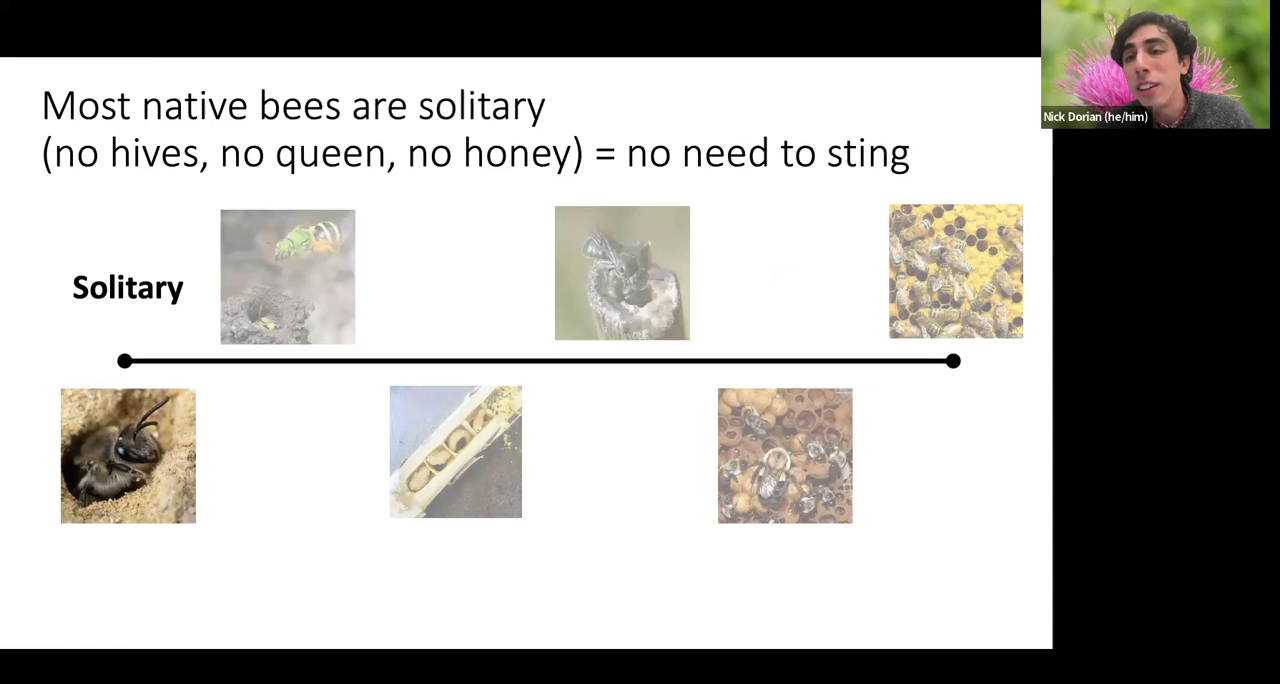 Most native bees are solitary
(no hives, no queen, no honey) = no need to sting
Solitary
Nick Dorian (he/him)